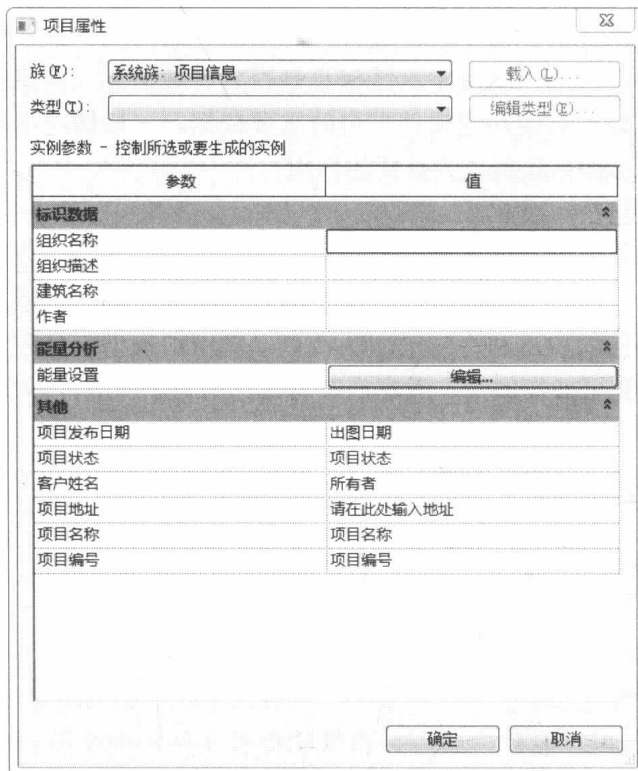 项目属性
族(F): 系统族: 项目信息 载入(L)...
类型(T): 编辑类型(E)...
实例参数 - 控制所选或要生成的实例
参数 值
标识数据
组织名称
组织描述
建筑名称
作者
能量分析
能量设置 编辑...
其他
项目发布日期 出图日期
项目状态 项目状态
客户姓名 所有者
项目地址 请在此处输入地址
项目名称 项目名称
项目编号 项目编号
确定 取消